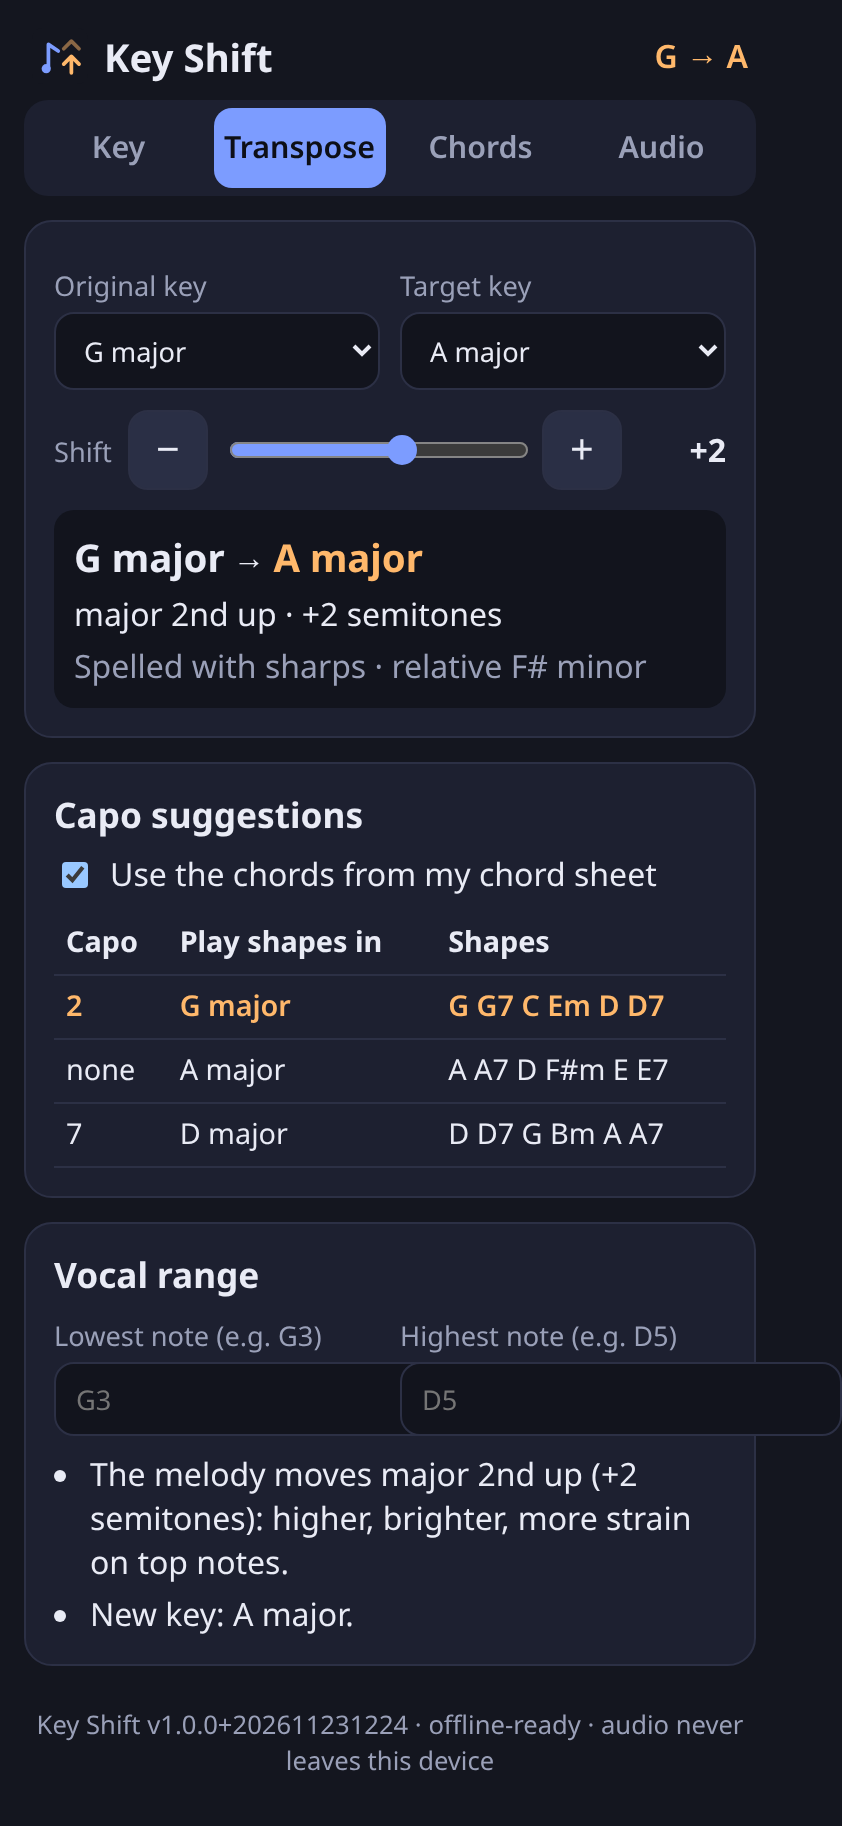 Key Shift
G → A
Key Transpose Chords Audio
Original key Target key
G major A major
Shift − + +2
G major → A major
major 2nd up · +2 semitones
Spelled with sharps · relative F# minor
Capo suggestions
Use the chords from my chord sheet
Capo Play shapes in Shapes
2 G major G G7 C Em D D7
none A major A A7 D F#m E E7
7 D major D D7 G Bm A A7
Vocal range
Lowest note (e.g. G3) Highest note (e.g. D5)
G3 D5
• The melody moves major 2nd up (+2
semitones): higher, brighter, more strain
on top notes.
• New key: A major.
Key Shift v1.0.0+202611231224 · offline-ready · audio never
leaves this device